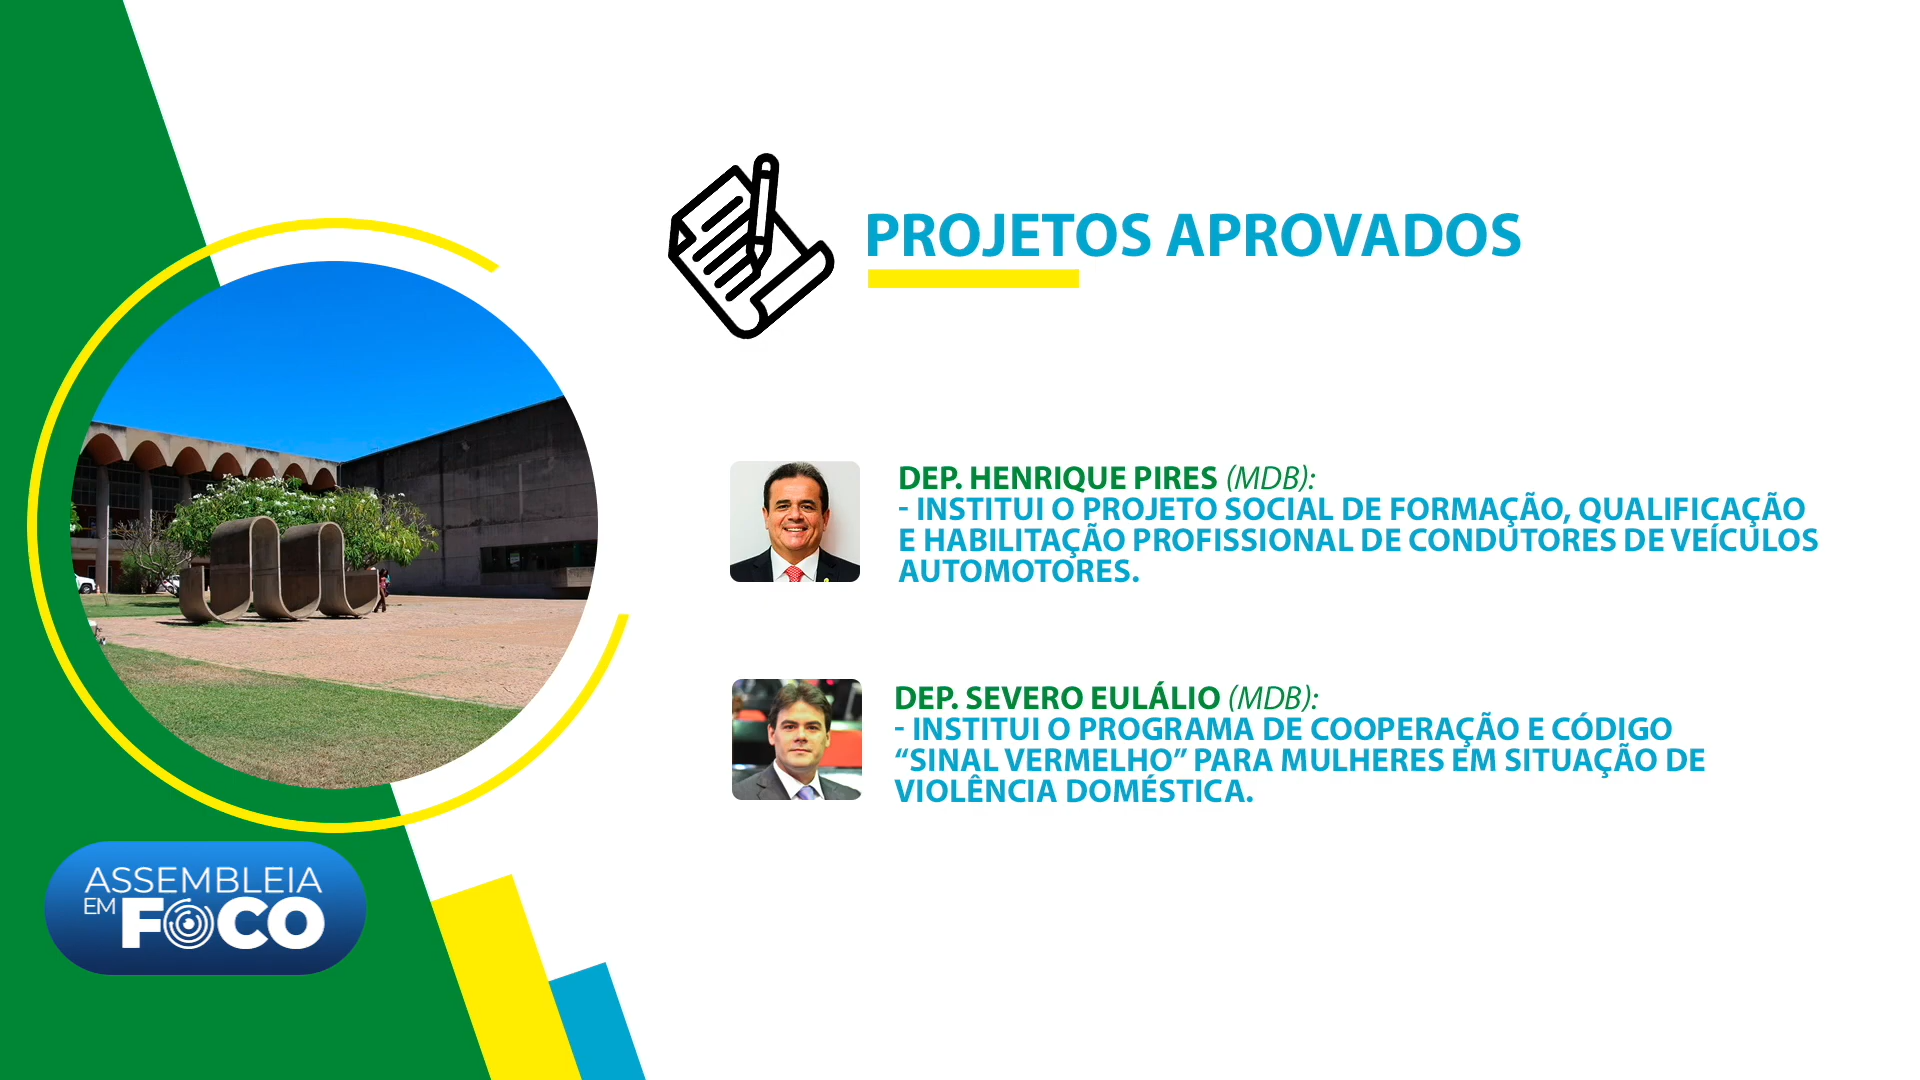 PROJETOS APROVADOS
DEP. HENRIQUE PIRES (MDB):
- INSTITUI O PROJETO SOCIAL DE FORMAÇÃO, QUALIFICAÇÃO
E HABILITAÇÃO PROFISSIONAL DE CONDUTORES DE VEÍCULOS
AUTOMOTORES.
DEP. SEVERO EULÁLIO (MDB):
- INSTITUI O PROGRAMA DE COOPERAÇÃO E CÓDIGO
“SINAL VERMELHO” PARA MULHERES EM SITUAÇÃO DE
VIOLÊNCIA DOMÉSTICA.
ASSEMBLEIA
EM FOCO